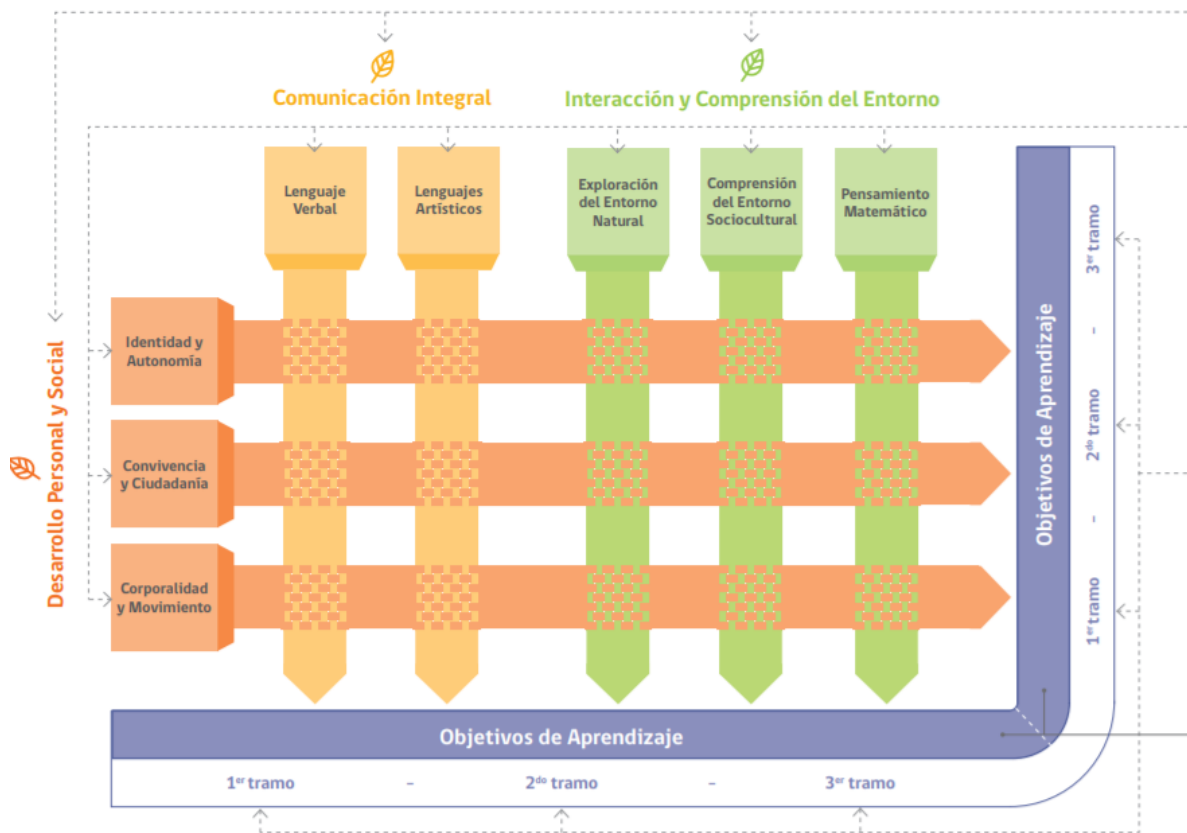 Comunicación Integral
Interacción y Comprensión del Entorno
Lenguaje
Verbal
Lenguajes
Artísticos
Exploración
del Entorno
Natural
Comprensión
del Entorno
Sociocultural
Pensamiento
Matemático
Desarrollo Personal y Social
Identidad y
Autonomía
Convivencia
y Ciudadanía
Corporalidad
y Movimiento
Objetivos de Aprendizaje
1er tramo – 2do tramo – 3er tramo
Objetivos de Aprendizaje
1er tramo – 2do tramo – 3er tramo